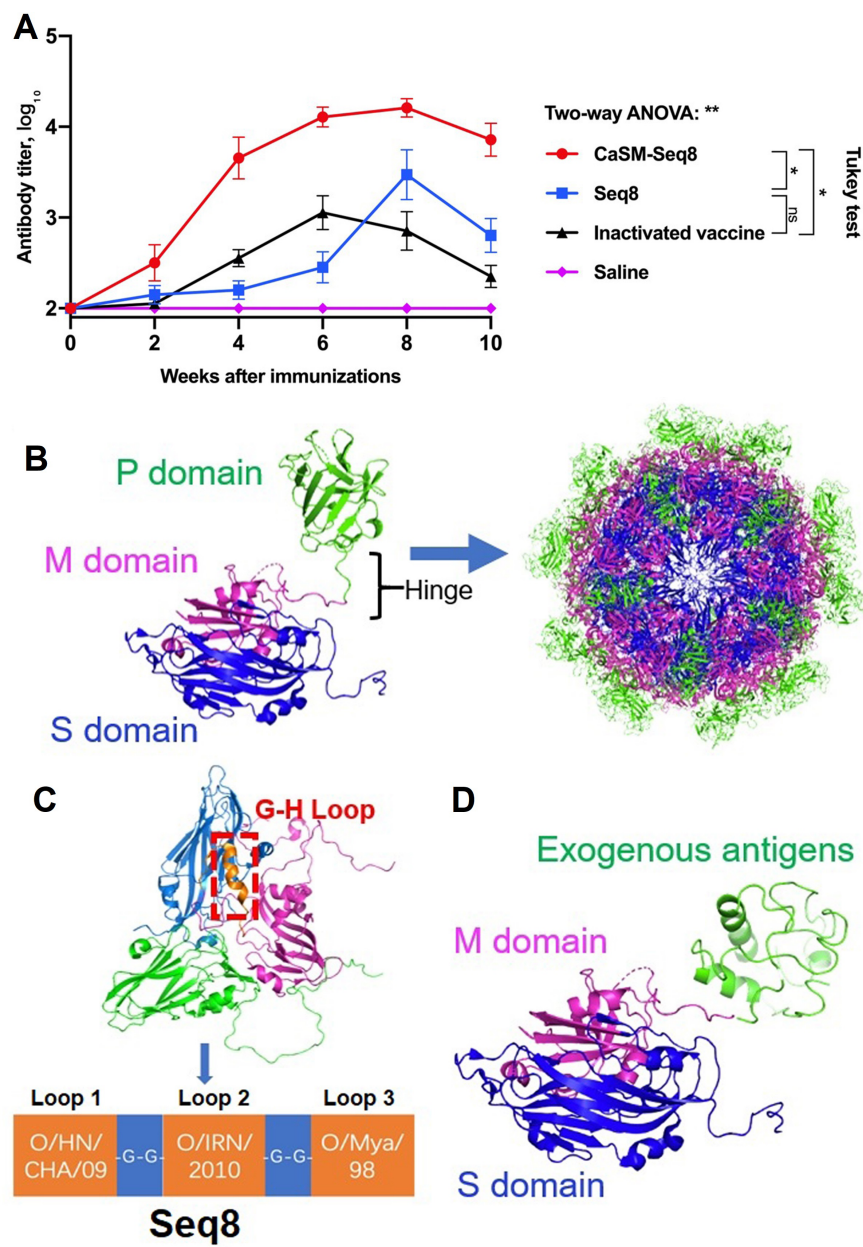 A
5
4
3
2
0
2
4
6
8
10
Antibody titer, log10
Weeks after immunizations
Two-way ANOVA: **
CaSM-Seq8
Seq8
Inactivated vaccine
Saline
*
ns
*
Tukey test
B
P domain
M domain
Hinge
S domain
C
G-H Loop
Loop 1
Loop 2
Loop 3
O/HN/
CHA/09
-G-G-
O/IRN/
2010
-G-G-
O/Mya/
98
Seq8
D
Exogenous antigens
M domain
S domain